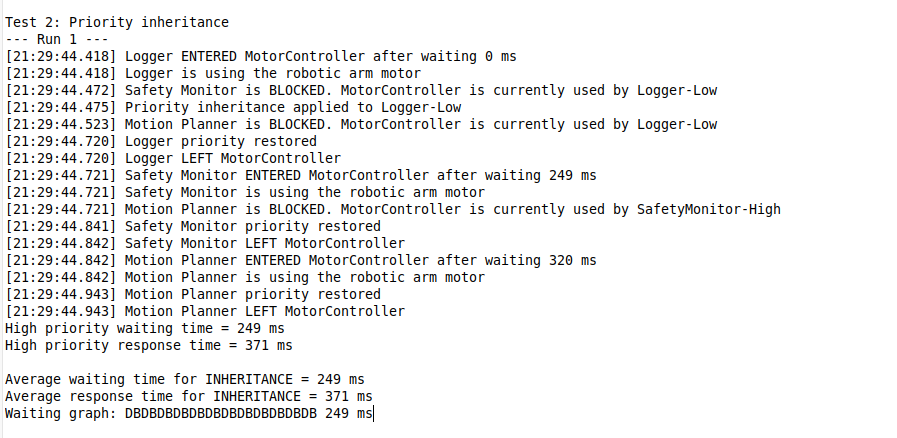 Test 2: Priority inheritance
--- Run 1 ---
[21:29:44.418] Logger ENTERED MotorController after waiting 0 ms
[21:29:44.418] Logger is using the robotic arm motor
[21:29:44.472] Safety Monitor is BLOCKED. MotorController is currently used by Logger-Low
[21:29:44.475] Priority inheritance applied to Logger-Low
[21:29:44.523] Motion Planner is BLOCKED. MotorController is currently used by Logger-Low
[21:29:44.720] Logger priority restored
[21:29:44.720] Logger LEFT MotorController
[21:29:44.721] Safety Monitor ENTERED MotorController after waiting 249 ms
[21:29:44.721] Safety Monitor is using the robotic arm motor
[21:29:44.721] Motion Planner is BLOCKED. MotorController is currently used by SafetyMonitor-High
[21:29:44.841] Safety Monitor priority restored
[21:29:44.842] Safety Monitor LEFT MotorController
[21:29:44.842] Motion Planner ENTERED MotorController after waiting 320 ms
[21:29:44.842] Motion Planner is using the robotic arm motor
[21:29:44.943] Motion Planner priority restored
[21:29:44.943] Motion Planner LEFT MotorController
High priority waiting time = 249 ms
High priority response time = 371 ms
Average waiting time for INHERITANCE = 249 ms
Average response time for INHERITANCE = 371 ms
Waiting graph: DBDBDBDBDBDBDBDBDBDBDBDB 249 ms